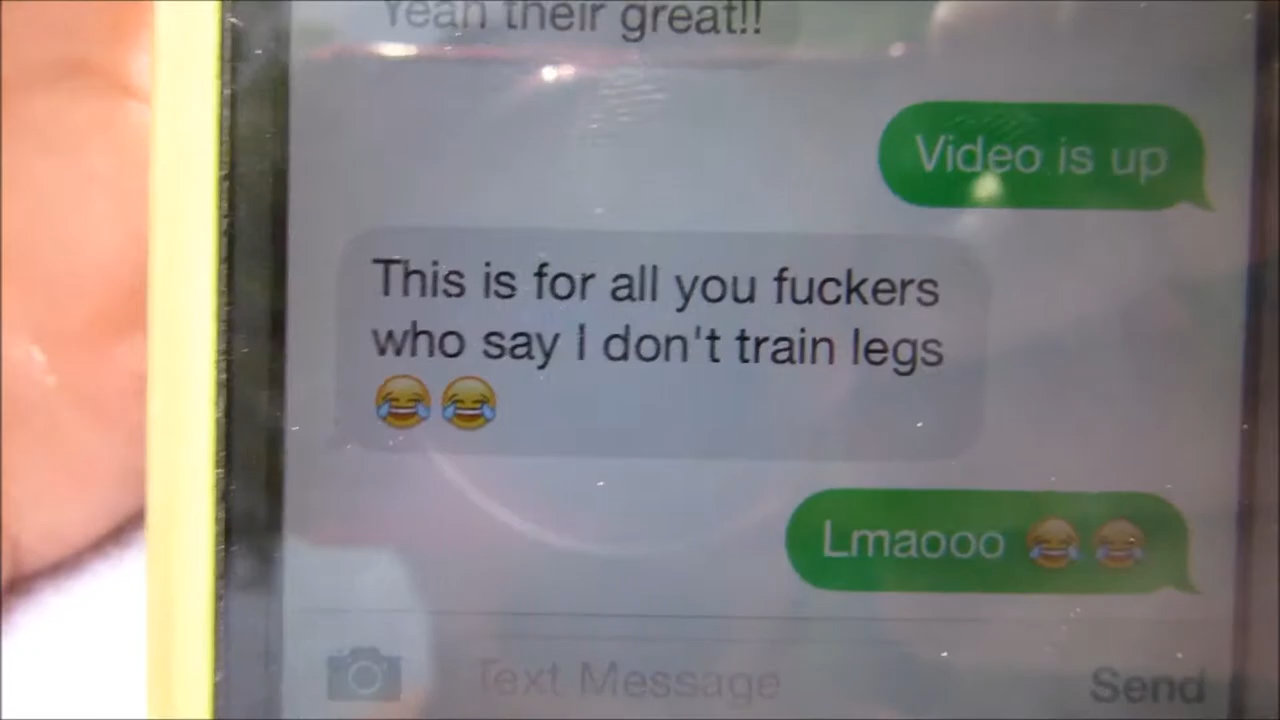 Yeah their great!!
Video is up
This is for all you fuckers
who say I don't train legs
😂😂
Lmaooo 😂😂
Text Message
Send